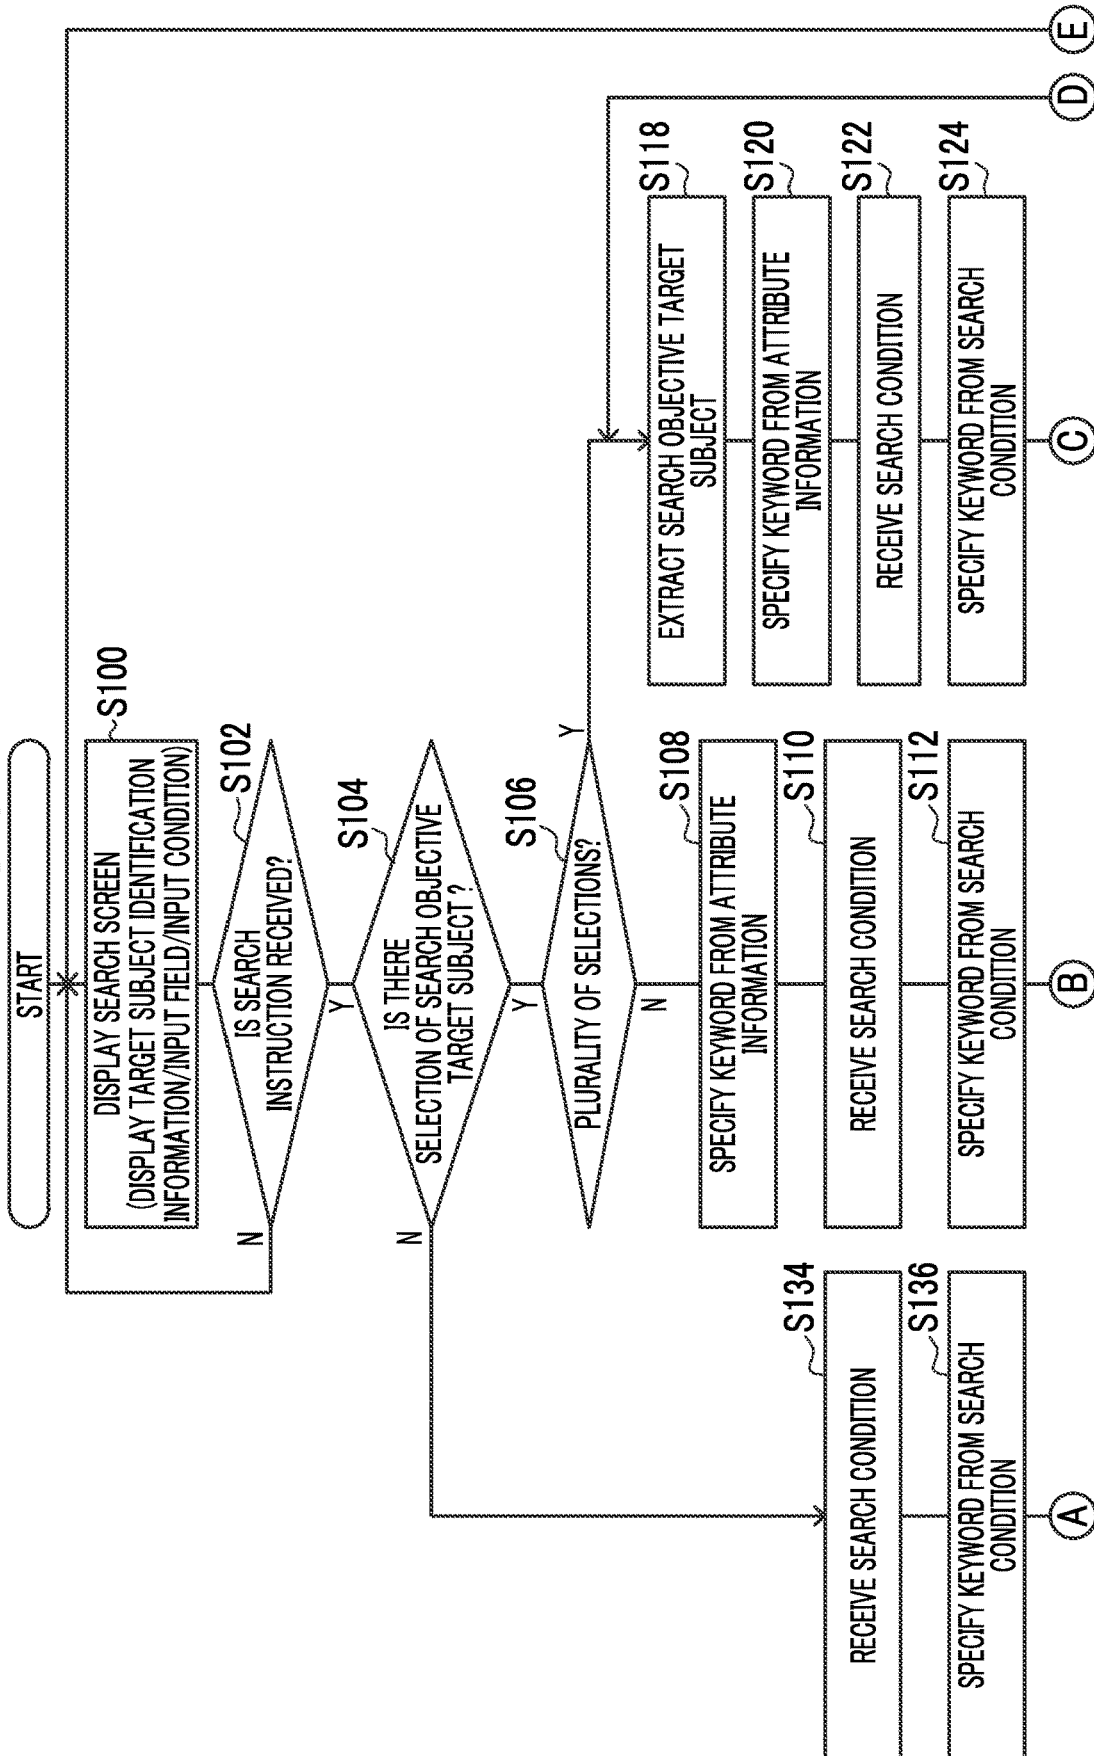 START
S100
DISPLAY SEARCH SCREEN
(DISPLAY TARGET SUBJECT IDENTIFICATION
INFORMATION/INPUT FIELD/INPUT CONDITION)
S102
IS SEARCH
INSTRUCTION RECEIVED?
N
Y
S104
IS THERE
SELECTION OF SEARCH OBJECTIVE
TARGET SUBJECT ?
N
Y
S106
PLURALITY OF SELECTIONS?
Y
N
S134
RECEIVE SEARCH CONDITION
S136
SPECIFY KEYWORD FROM SEARCH
CONDITION
A
S108
SPECIFY KEYWORD FROM ATTRIBUTE
INFORMATION
S110
RECEIVE SEARCH CONDITION
S112
SPECIFY KEYWORD FROM SEARCH
CONDITION
B
S118
EXTRACT SEARCH OBJECTIVE TARGET
SUBJECT
S120
SPECIFY KEYWORD FROM ATTRIBUTE
INFORMATION
S122
RECEIVE SEARCH CONDITION
S124
SPECIFY KEYWORD FROM SEARCH
CONDITION
C
D
E